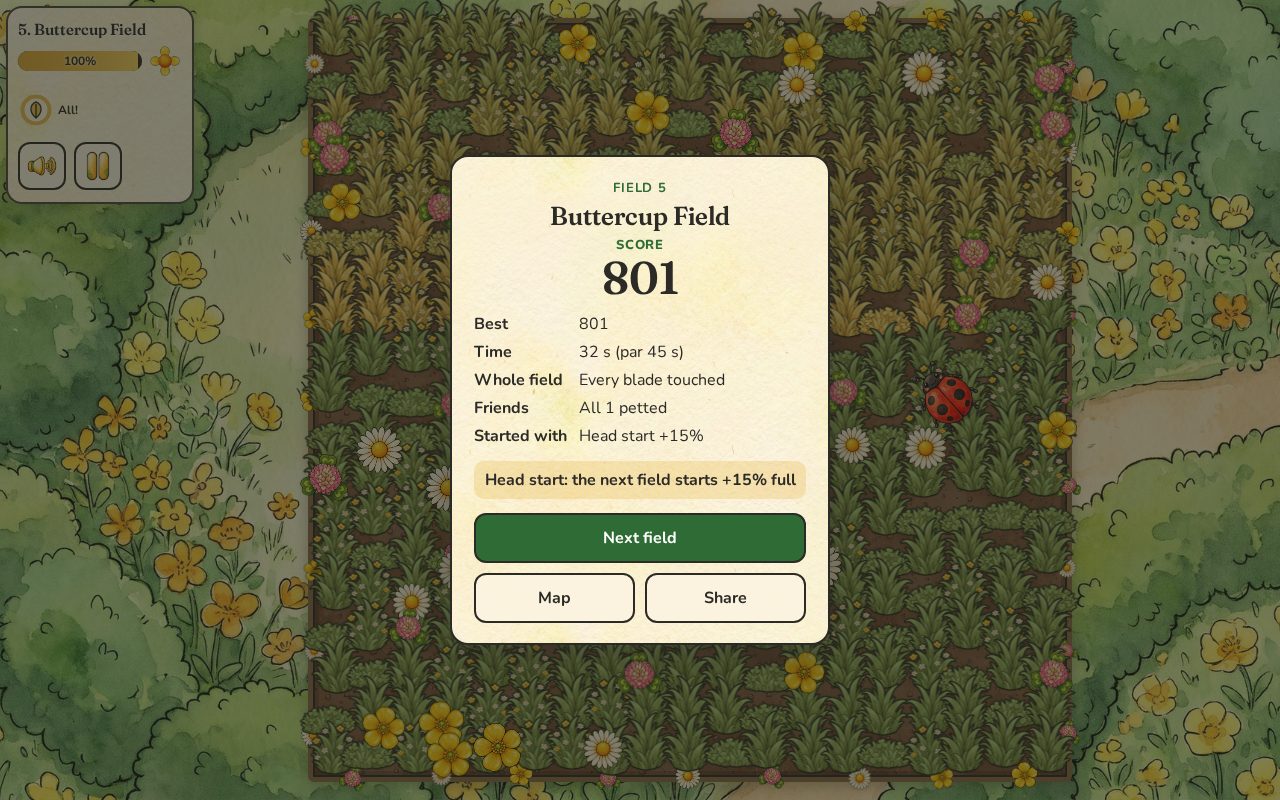 5. Buttercup Field
100%
All!
FIELD 5
Buttercup Field
SCORE
801
Best 801
Time 32 s (par 45 s)
Whole field Every blade touched
Friends All 1 petted
Started with Head start +15%
Head start: the next field starts +15% full
Next field
Map Share